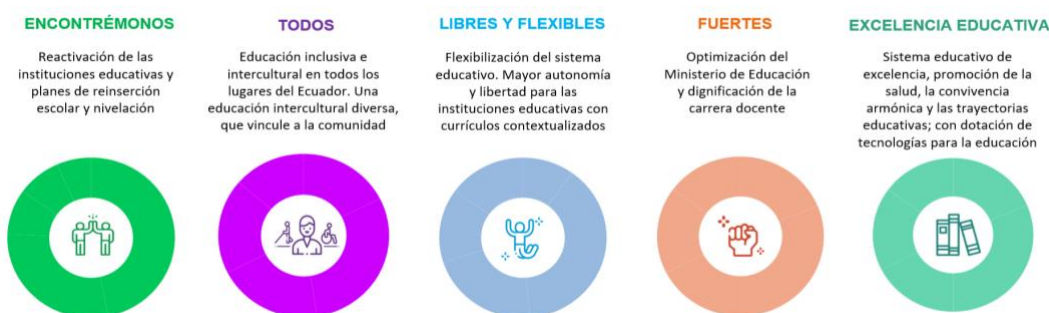 ENCONTRÉMONOS
Reactivación de las
instituciones educativas y
planes de reinserción
escolar y nivelación
TODOS
Educación inclusiva e
intercultural en todos los
lugares del Ecuador. Una
educación intercultural diversa,
que vincule a la comunidad
LIBRES Y FLEXIBLES
Flexibilización del sistema
educativo. Mayor autonomía
y libertad para las
instituciones educativas con
currículos contextualizados
FUERTES
Optimización del
Ministerio de Educación
y dignificación de la
carrera docente
EXCELENCIA EDUCATIVA
Sistema educativo de
excelencia, promoción de la
salud, la convivencia
armónica y las trayectorias
educativas; con dotación de
tecnologías para la educación